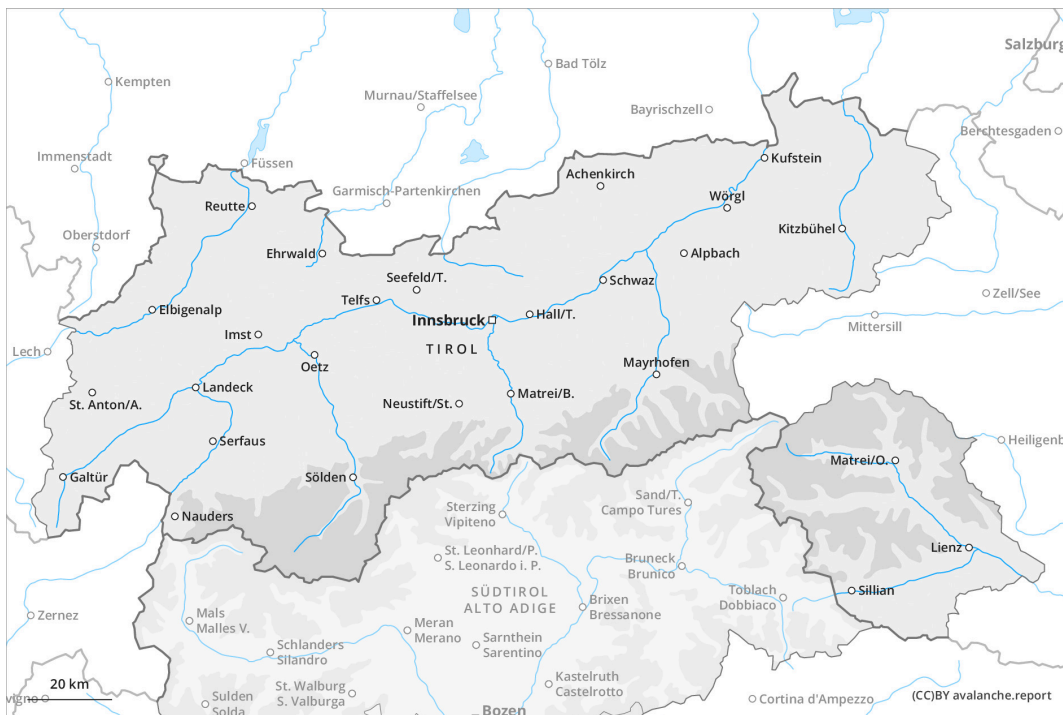 Salzburg
Kempten
Bad Tölz
Murnau/Staffelsee
Bayrischzell
Berchtesgaden
Immenstadt
Füssen
Kufstein
Achenkirch
Garmisch-Partenkirchen
Reutte
Wörgl
Oberstdorf
Kitzbühel
Ehrwald
Alpbach
Seefeld/T.
Schwaz
Zell/See
Telfs
Elbigenalp
Innsbruck
Hall/T.
Mittersill
Imst
TIROL
Lech
Oetz
Mayrhofen
Landeck
St. Anton/A.
Neustift/St.
Matrei/B.
Serfaus
Heiligenb
Matrei/O.
Galtür
Sölden
Sand/T.
Campo Tures
Sterzing
Vipiteno
Nauders
Lienz
St. Leonhard/P.
S. Leonardo i. P.
Bruneck
Brunico
SÜDTIROL
ALTO ADIGE
Sillian
Toblach
Dobbiaco
Brixen
Bressanone
Zernez
Mals
Malles V.
Meran
Merano
Sarnthein
Sarentino
Schlanders
Silandro
Kastelruth
Castelrotto
20 km
St. Walburg
S. Valburga
vigno
Sulden
Solda
Cortina d'Ampezzo
(CC)BY avalanche.report
Bozen